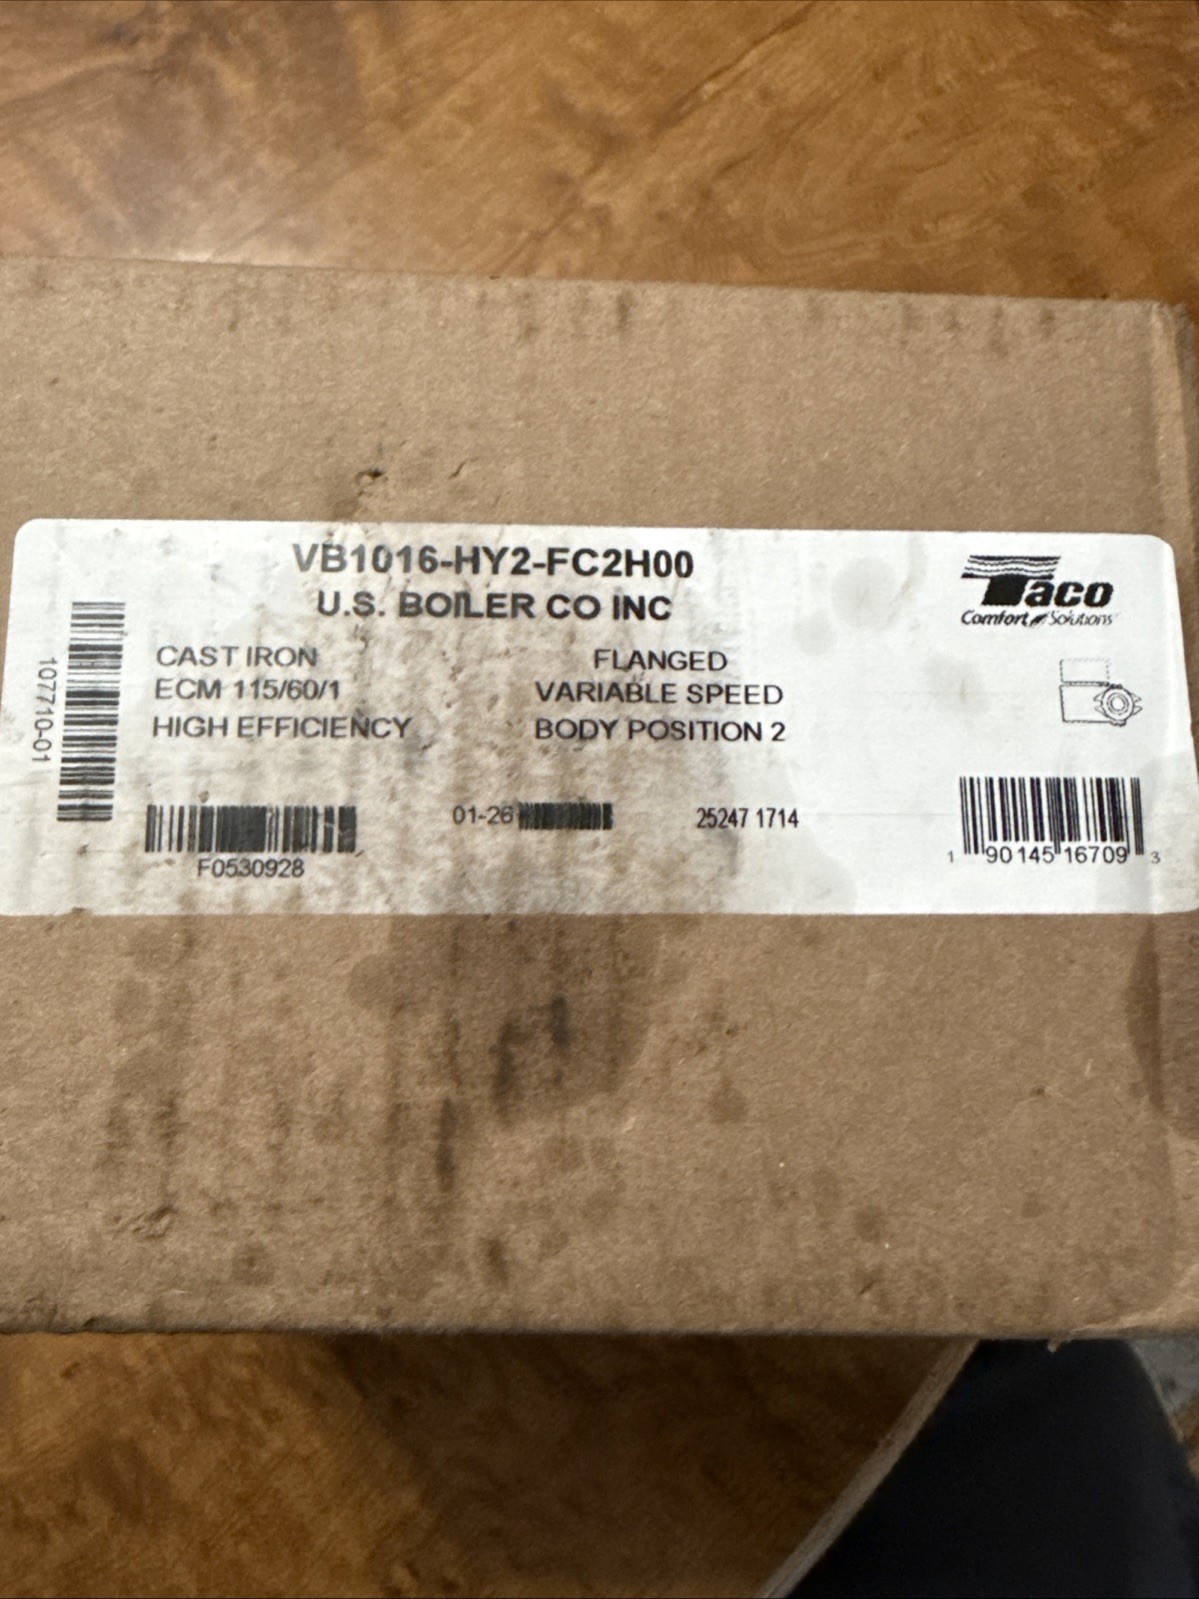 VB1016-HY2-FC2H00
U.S. BOILER CO INC
Taco
Comfort Solutions
CAST IRON FLANGED
ECM 115/60/1 VARIABLE SPEED
HIGH EFFICIENCY BODY POSITION 2
107710-01
F0530928
01-26
25247 1714
1 90145 16709 3